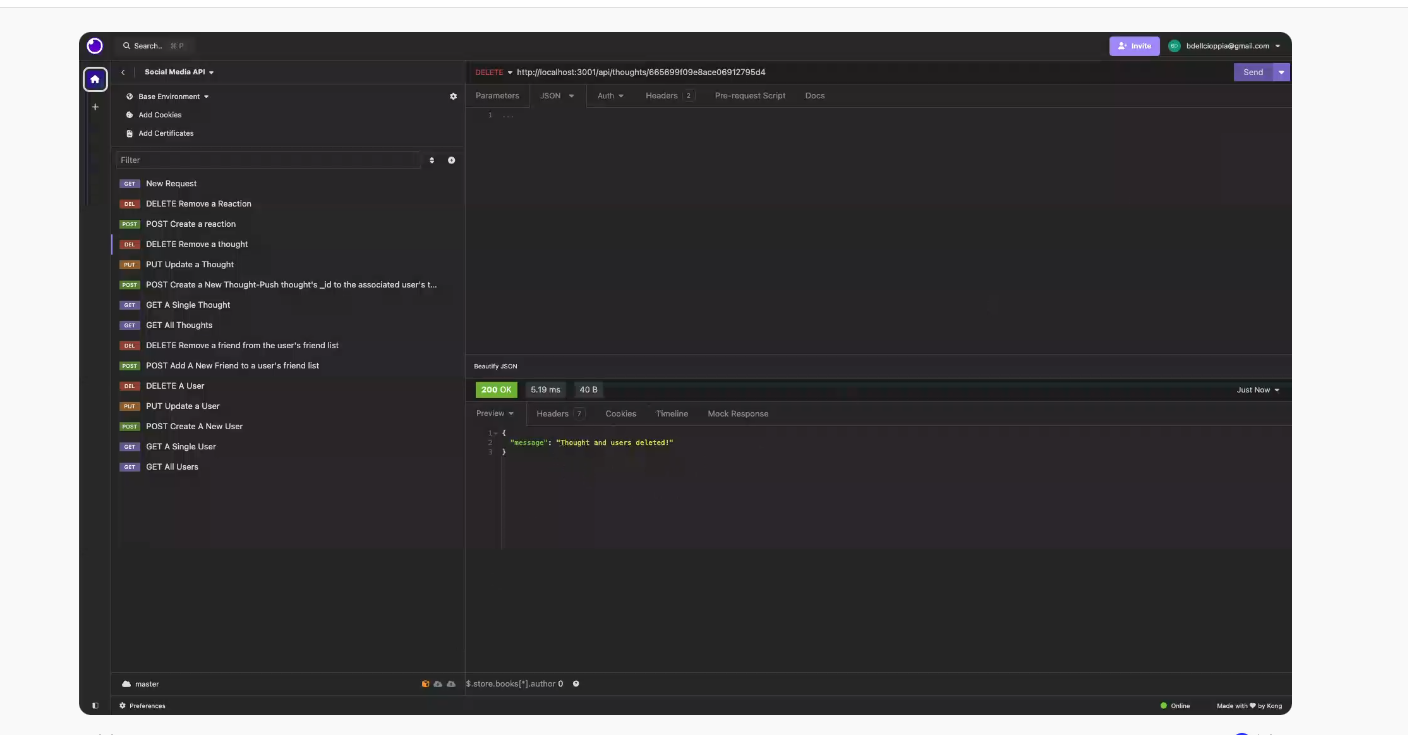 Search.. ⌘ P
Invite
bdellcioppia@gmail.com
Social Media API
DELETE http://localhost:3001/api/thoughts/665699f09e8ace06912795d4
Send
Base Environment
Parameters JSON Auth Headers 2 Pre-request Script Docs
Add Cookies
Add Certificates
1 ...
Filter
GET New Request
DEL DELETE Remove a Reaction
POST POST Create a reaction
DEL DELETE Remove a thought
PUT PUT Update a Thought
POST POST Create a New Thought-Push thought's _id to the associated user's t...
GET GET A Single Thought
GET GET All Thoughts
DEL DELETE Remove a friend from the user's friend list
POST POST Add A New Friend to a user's friend list
DEL DELETE A User
PUT PUT Update a User
POST POST Create A New User
GET GET A Single User
GET GET All Users
Beautify JSON
200 OK 5.19 ms 40 B Just Now
Preview Headers 7 Cookies Timeline Mock Response
1 {
2 "message": "Thought and users deleted!"
3 }
master
$.store.books[*].author 0
Preferences
Online
Made with ♥ by Kong